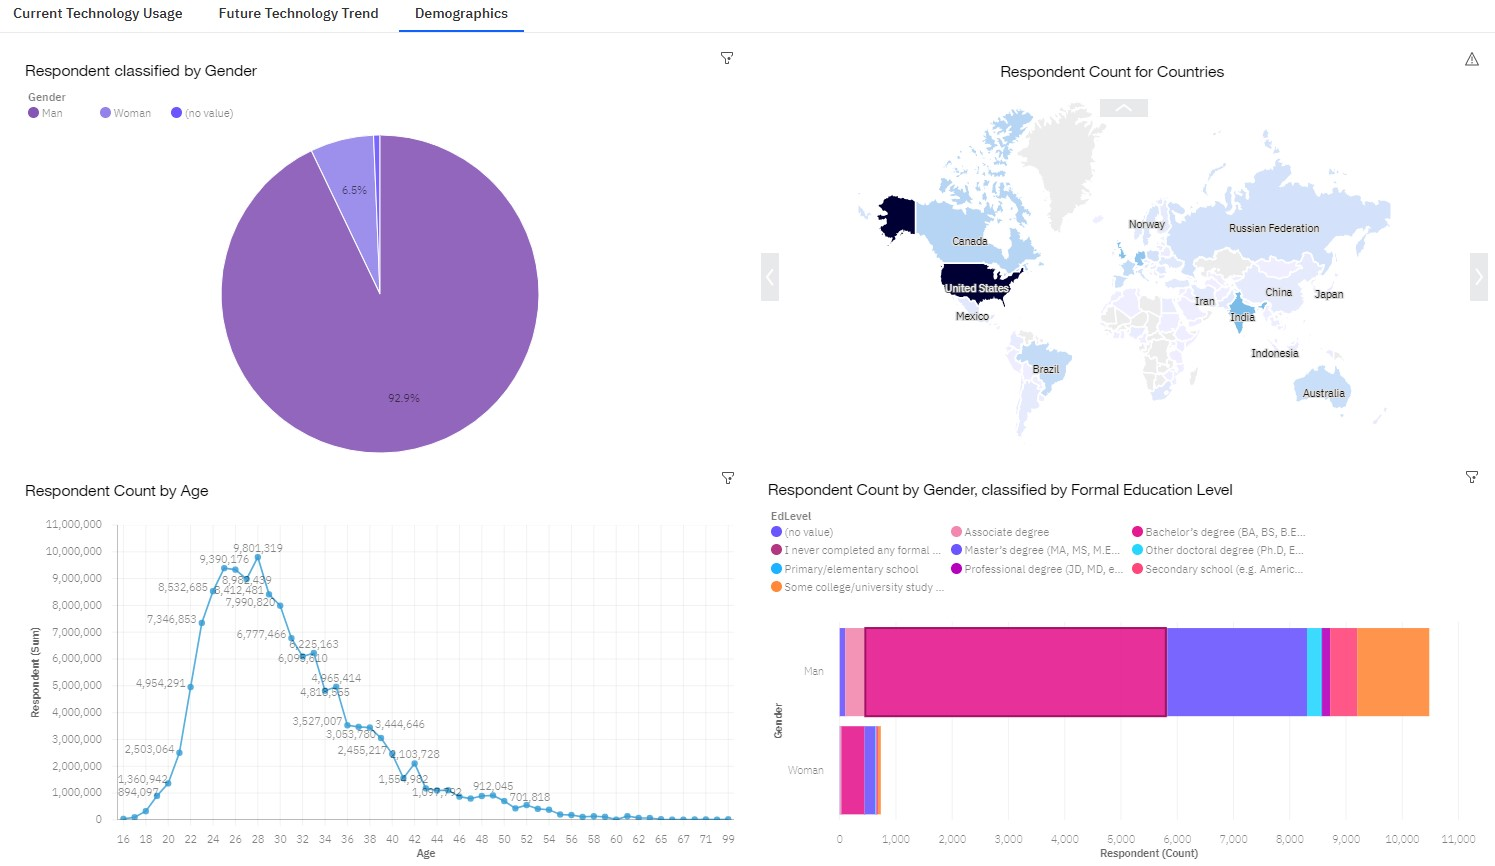 Current Technology Usage Future Technology Trend Demographics
Respondent classified by Gender
Gender
Man Woman (no value)
6.5%
92.9%
Respondent Count for Countries
Norway
Russian Federation
Canada
United States
Mexico
Iran
China
Japan
India
Indonesia
Brazil
Australia
Respondent Count by Age
Respondent (Sum)
11,000,000
10,000,000
9,000,000
8,000,000
7,000,000
6,000,000
5,000,000
4,000,000
3,000,000
2,000,000
1,000,000
0
9,801,319
9,390,176
8,982,439
8,532,685
8,412,481
7,990,820
7,346,853
6,777,466
6,225,163
4,965,414
4,954,291
3,527,007
3,444,646
3,053,780
2,503,064
2,455,217
2,103,728
1,360,942
894,097
912,045
701,818
16 18 20 22 24 26 28 30 32 34 36 38 40 42 44 46 48 50 52 54 56 58 60 62 65 67 71 99
Age
Respondent Count by Gender, classified by Formal Education Level
EdLevel
(no value) Associate degree Bachelor's degree (BA, BS, B.E...
I never completed any formal ... Master's degree (MA, MS, M.E... Other doctoral degree (Ph.D, E...
Primary/elementary school Professional degree (JD, MD, e... Secondary school (e.g. Americ...
Some college/university study ...
Gender
Man
Woman
0 1,000 2,000 3,000 4,000 5,000 6,000 7,000 8,000 9,000 10,000 11,000
Respondent (Count)